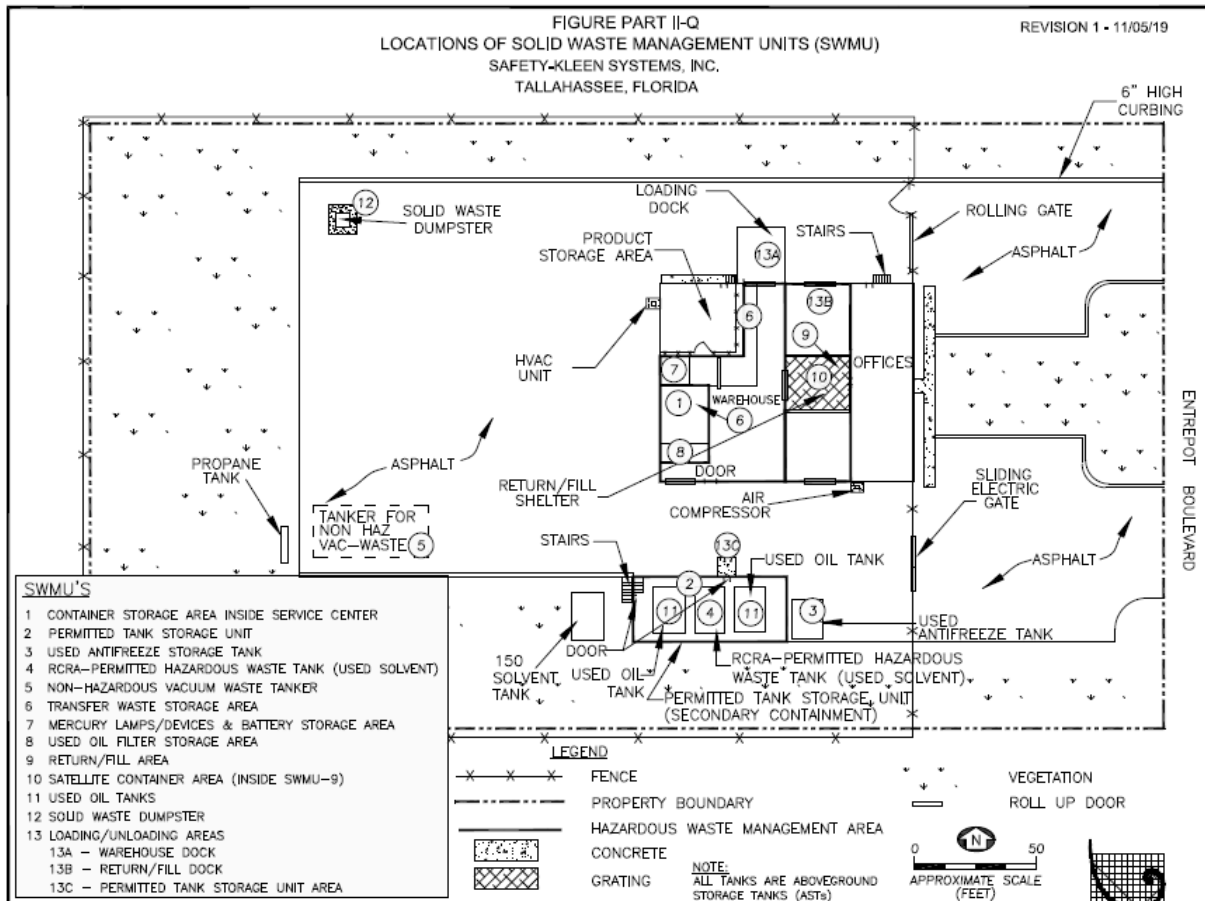 FIGURE PART II-Q
LOCATIONS OF SOLID WASTE MANAGEMENT UNITS (SWMU)
SAFETY-KLEEN SYSTEMS, INC.
TALLAHASSEE, FLORIDA
REVISION 1 - 11/05/19
6" HIGH
CURBING
12
SOLID WASTE
DUMPSTER
LOADING
DOCK
PRODUCT
STORAGE AREA
STAIRS
ROLLING GATE
ASPHALT
13A
13B
6
9
HVAC
UNIT
7
10
OFFICES
1
WAREHOUSE
6
8
DOOR
ENTREPOT BOULEVARD
PROPANE
TANK
ASPHALT
RETURN/FILL
SHELTER
AIR
COMPRESSOR
SLIDING
ELECTRIC
GATE
TANKER FOR
NON HAZ
VAC-WASTE
5
STAIRS
13C
USED OIL TANK
ASPHALT
2
11
4
11
3
USED
ANTIFREEZE TANK
150
SOLVENT
TANK
DOOR
USED OIL
TANK
RCRA-PERMITTED HAZARDOUS
WASTE TANK (USED SOLVENT)
PERMITTED TANK STORAGE UNIT
(SECONDARY CONTAINMENT)
SWMU'S
1 CONTAINER STORAGE AREA INSIDE SERVICE CENTER
2 PERMITTED TANK STORAGE UNIT
3 USED ANTIFREEZE STORAGE TANK
4 RCRA-PERMITTED HAZARDOUS WASTE TANK (USED SOLVENT)
5 NON-HAZARDOUS VACUUM WASTE TANKER
6 TRANSFER WASTE STORAGE AREA
7 MERCURY LAMPS/DEVICES & BATTERY STORAGE AREA
8 USED OIL FILTER STORAGE AREA
9 RETURN/FILL AREA
10 SATELLITE CONTAINER AREA (INSIDE SWMU-9)
11 USED OIL TANKS
12 SOLID WASTE DUMPSTER
13 LOADING/UNLOADING AREAS
13A - WAREHOUSE DOCK
13B - RETURN/FILL DOCK
13C - PERMITTED TANK STORAGE UNIT AREA
LEGEND
FENCE
PROPERTY BOUNDARY
HAZARDOUS WASTE MANAGEMENT AREA
CONCRETE
GRATING
NOTE:
ALL TANKS ARE ABOVEGROUND
STORAGE TANKS (ASTs)
VEGETATION
ROLL UP DOOR
N
0 50
APPROXIMATE SCALE
(FEET)